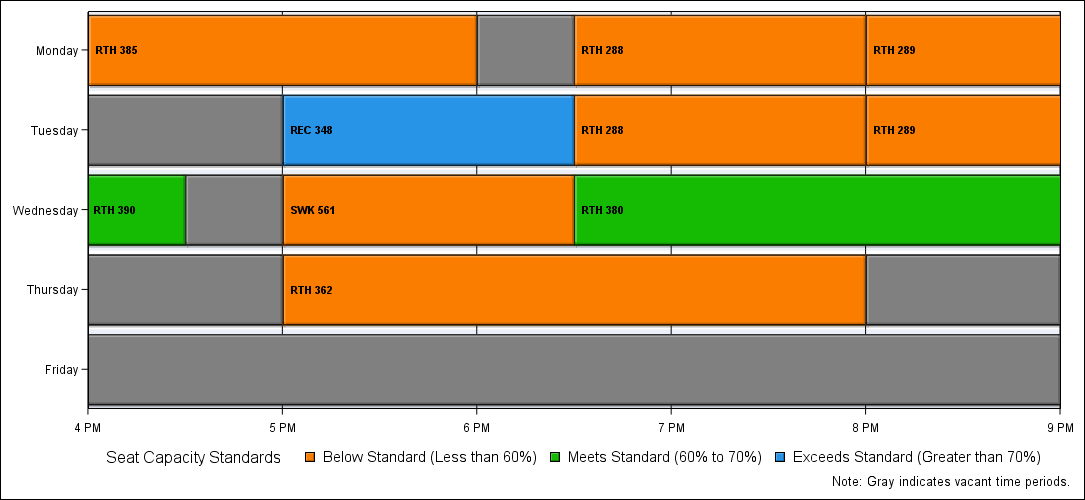 Monday RTH 385 RTH 288 RTH 289
Tuesday REC 348 RTH 288 RTH 289
Wednesday RTH 390 SWK 561 RTH 380
Thursday RTH 362
Friday
4 PM 5 PM 6 PM 7 PM 8 PM 9 PM
Seat Capacity Standards Below Standard (Less than 60%) Meets Standard (60% to 70%) Exceeds Standard (Greater than 70%)
Note: Gray indicates vacant time periods.